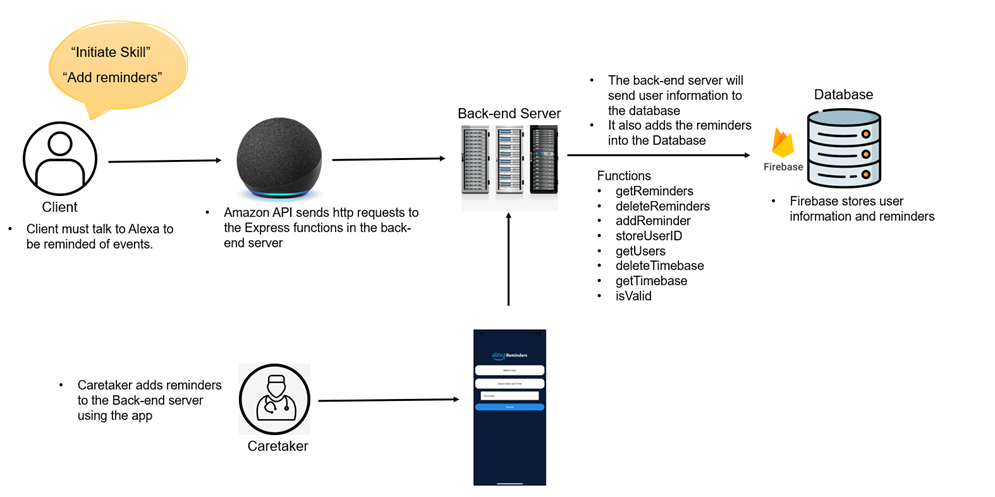 “Initiate Skill”
“Add reminders”
Client
• Client must talk to Alexa to
be reminded of events.
• Amazon API sends http requests to
the Express functions in the back-
end server
Back-end Server
• The back-end server will
send user information to
the database
• It also adds the reminders
into the Database
Functions
• getReminders
• deleteReminders
• addReminder
• storeUserID
• getUsers
• deleteTimebase
• getTimebase
• isValid
Database
Firebase
• Firebase stores user
information and reminders
• Caretaker adds reminders
to the Back-end server
using the app
Caretaker
alexa Reminders
Select Date and Time